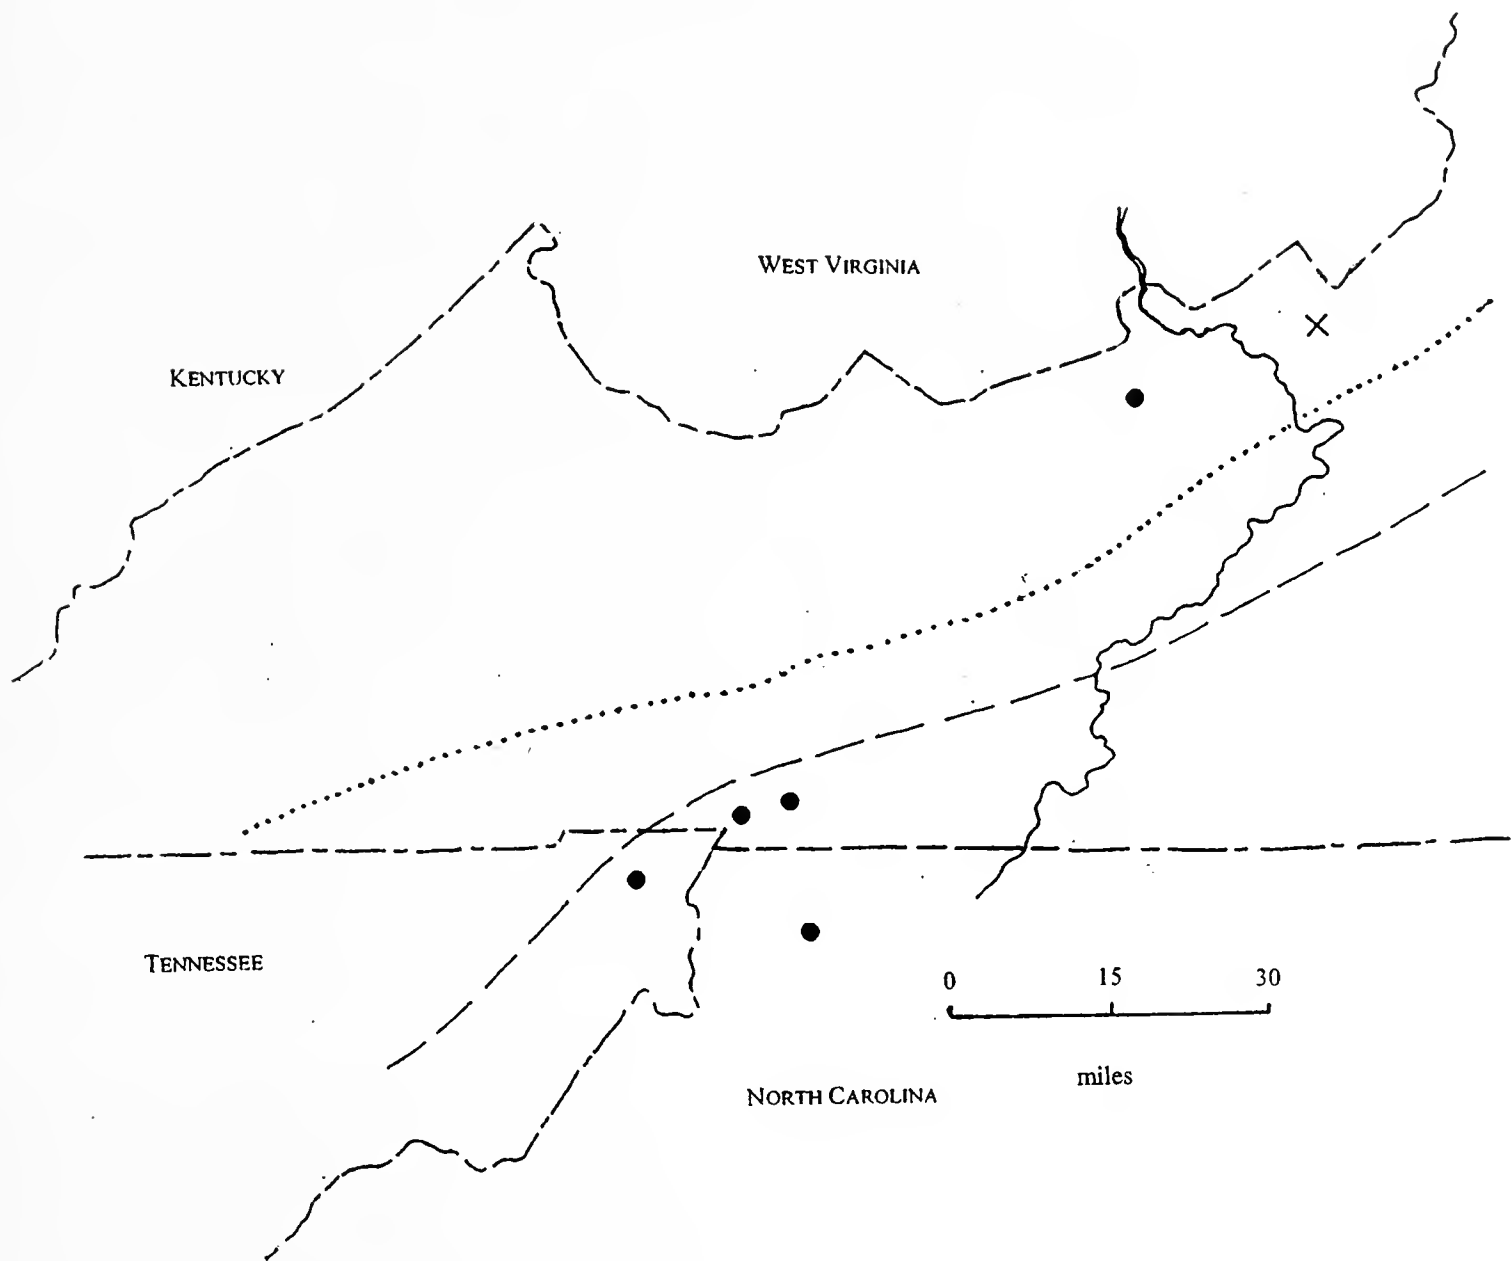 WEST VIRGINIA
KENTUCKY
TENNESSEE
0 15 30
miles
NORTH CAROLINA